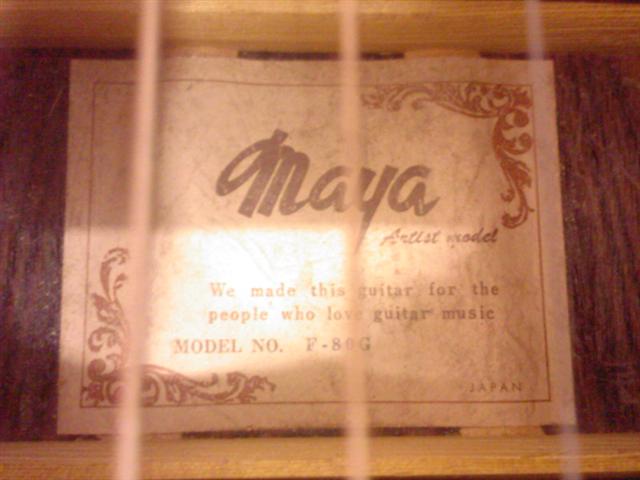 Maya
Artist model
We made this guitar for the
people who love guitar music
MODEL NO. F-80G
JAPAN